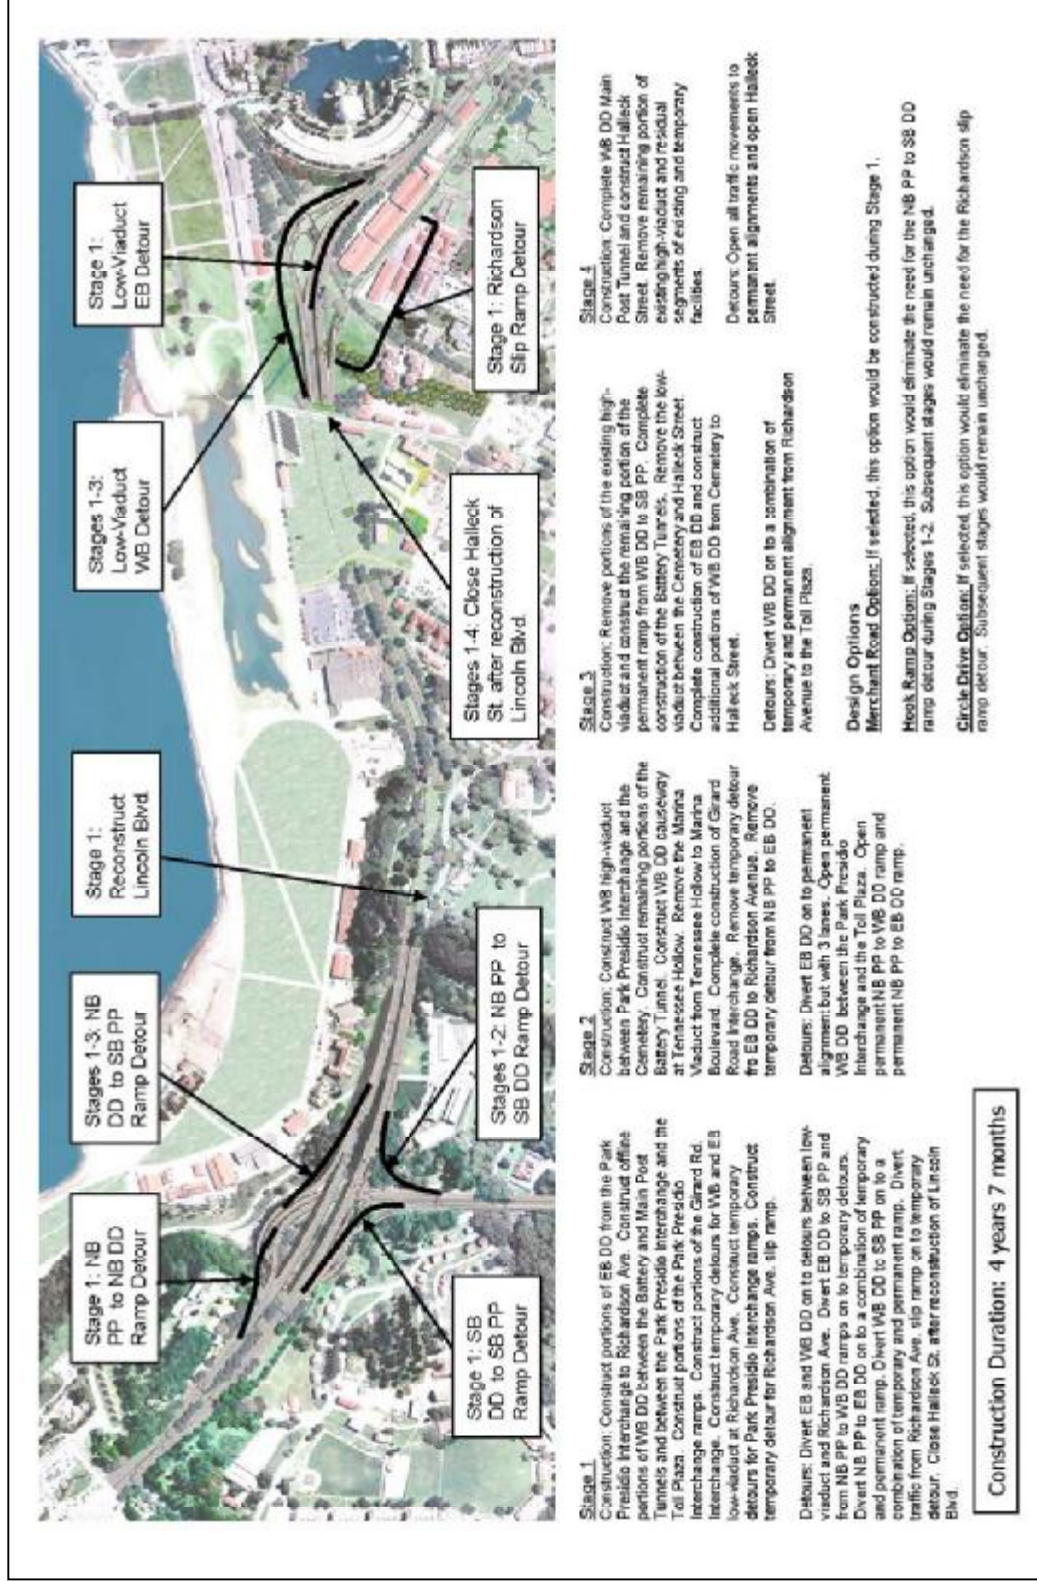 Stage 1: NB
PP to NB DD
Ramp Detour
Stages 1-3: NB
DD to SB PP
Ramp Detour
Stage 1:
Reconstruct
Lincoln Blvd.
Stages 1-3:
Low-Viaduct
WB Detour
Stage 1:
Low-Viaduct
EB Detour
Stage 1: SB
DD to SB PP
Ramp Detour
Stages 1-2: NB PP to
SB DD Ramp Detour
Stages 1-4: Close Halleck
St. after reconstruction of
Lincoln Blvd.
Stage 1: Richardson
Slip Ramp Detour
Stage 1
Construction: Construct portions of EB DD from the Park
Presidio Interchange to Richardson Ave. Construct offline
portions of WB DD between the Battery and Main Post
Tunnels and between the Park Presidio Interchange and the
Toll Plaza. Construct portions of the Park Presidio
Interchange ramps. Construct portions of the Girard Rd.
Interchange. Construct temporary detours for WB and EB
low-viaduct at Richardson Ave. Construct temporary
detours for Park Presidio Interchange ramps. Construct
temporary detour for Richardson Ave. slip ramp.
Detours: Divert EB and WB DD on to detours between low-
viaduct and Richardson Ave. Divert EB DD to SB PP and
from NB PP to WB DD ramps on to temporary detours.
Divert NB PP to EB DD on to a combination of temporary
and permanent ramp. Divert WB DD to SB PP on to a
combination of temporary and permanent ramp. Divert
traffic from Richardson Ave. slip ramp on to temporary
detour. Close Halleck St. after reconstruction of Lincoln
Blvd.
Stage 2
Construction: Construct WB high-viaduct
between Park Presidio Interchange and the
Cemetery. Construct remaining portions of the
Battery Tunnel. Construct WB DD causeway
at Tennessee Hollow. Remove the Marina
Viaduct from Tennessee Hollow to Marina
Boulevard. Complete construction of Girard
Road Interchange. Remove temporary detour
fro EB DD to Richardson Avenue. Remove
temporary detour from NB PP to EB DD.
Detours: Divert EB DD on to permanent
alignment but with 3 lanes. Open permanent
WB DD between the Park Presidio
Interchange and the Toll Plaza. Open
permanent NB PP to WB DD ramp and
permanent NB PP to EB DD ramp.
Stage 3
Construction: Remove portions of the existing high-
viaduct and construct the remaining portion of the
permanent ramp from WB DD to SB PP. Complete
construction of the Battery Tunnels. Remove the low-
viaduct between the Cemetery and Halleck Street.
Complete construction of EB DD and construct
additional portions of WB DD from Cemetery to
Halleck Street.
Detours: Divert WB DD on to a combination of
temporary and permanent alignment from Richardson
Avenue to the Toll Plaza.
Stage 4
Construction: Complete WB DD Main
Post Tunnel and construct Halleck
Street. Remove remaining portion of
existing high-viaduct and residual
segments of existing and temporary
facilities.
Detours: Open all traffic movements to
permanent alignments and open Halleck
Street.
Design Options
Merchant Road Option: If selected, this option would be constructed during Stage 1.
Hook Ramp Option: If selected, this option would eliminate the need for the NB PP to SB DD
ramp detour during Stages 1-2. Subsequent stages would remain unchanged.
Circle Drive Option: If selected, this option would eliminate the need for the Richardson slip
ramp detour. Subsequent stages would remain unchanged.
Construction Duration: 4 years 7 months